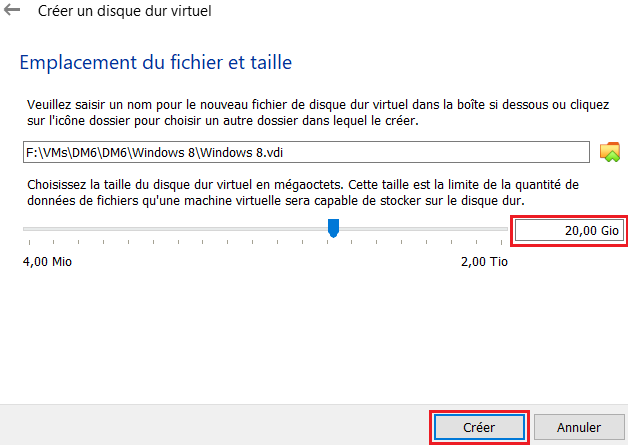 Créer un disque dur virtuel
Emplacement du fichier et taille
Veuillez saisir un nom pour le nouveau fichier de disque dur virtuel dans la boîte si dessous ou cliquez
sur l'icône dossier pour choisir un autre dossier dans lequel le créer.
F:\VMs\DM6\DM6\Windows 8\Windows 8.vdi
Choisissez la taille du disque dur virtuel en mégaoctets. Cette taille est la limite de la quantité de
données de fichiers qu'une machine virtuelle sera capable de stocker sur le disque dur.
20,00 Gio
4,00 Mio 2,00 Tio
Créer Annuler